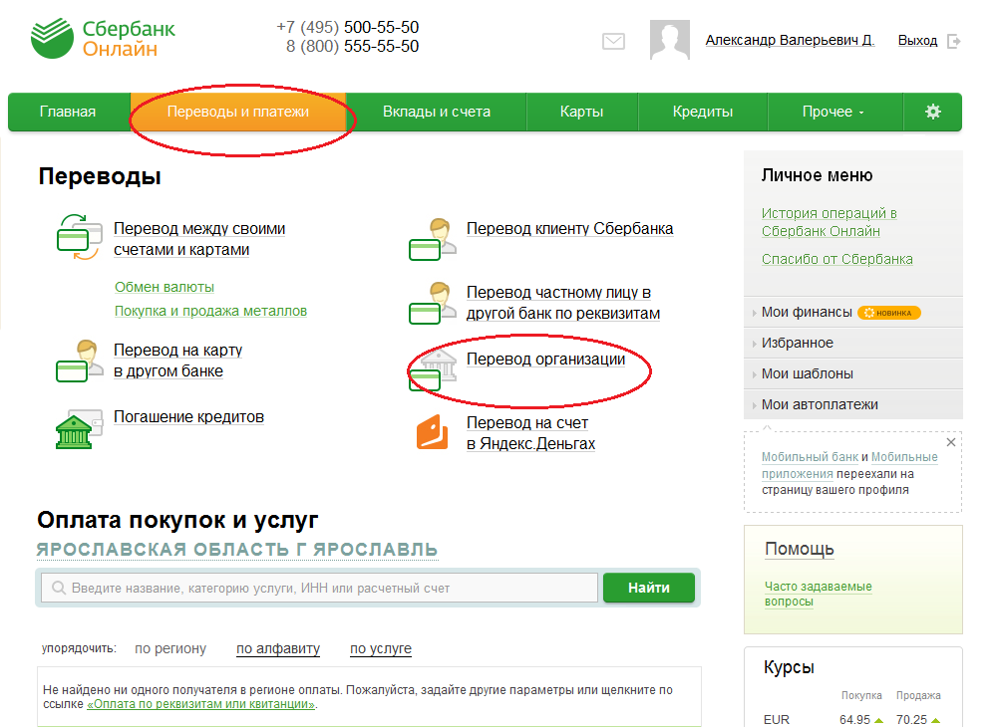 Сбербанк
Онлайн
+7 (495) 500-55-50
8 (800) 555-55-50
Александр Валерьевич Д.
Выход
Главная
Переводы и платежи
Вклады и счета
Карты
Кредиты
Прочее
Переводы
Перевод между своими
счетами и картами
Обмен валюты
Покупка и продажа металлов
Перевод на карту
в другом банке
Погашение кредитов
Перевод клиенту Сбербанка
Перевод частному лицу в
другой банк по реквизитам
Перевод организации
Перевод на счет
в Яндекс.Деньгах
Оплата покупок и услуг
ЯРОСЛАВСКАЯ ОБЛАСТЬ Г ЯРОСЛАВЛЬ
Введите название, категорию услуги, ИНН или расчетный счет
Найти
упорядочить: по региону по алфавиту по услуге
Не найдено ни одного получателя в регионе оплаты. Пожалуйста, задайте другие параметры или щелкните по
ссылке «Оплата по реквизитам или квитанции».
Личное меню
История операций в
Сбербанк Онлайн
Спасибо от Сбербанка
Мои финансы НОВИНКА
Избранное
Мои шаблоны
Мои автоплатежи
Мобильный банк и Мобильные
приложения переехали на
страницу вашего профиля
Помощь
Часто задаваемые
вопросы
Курсы
Покупка Продажа
EUR 64.95 70.25